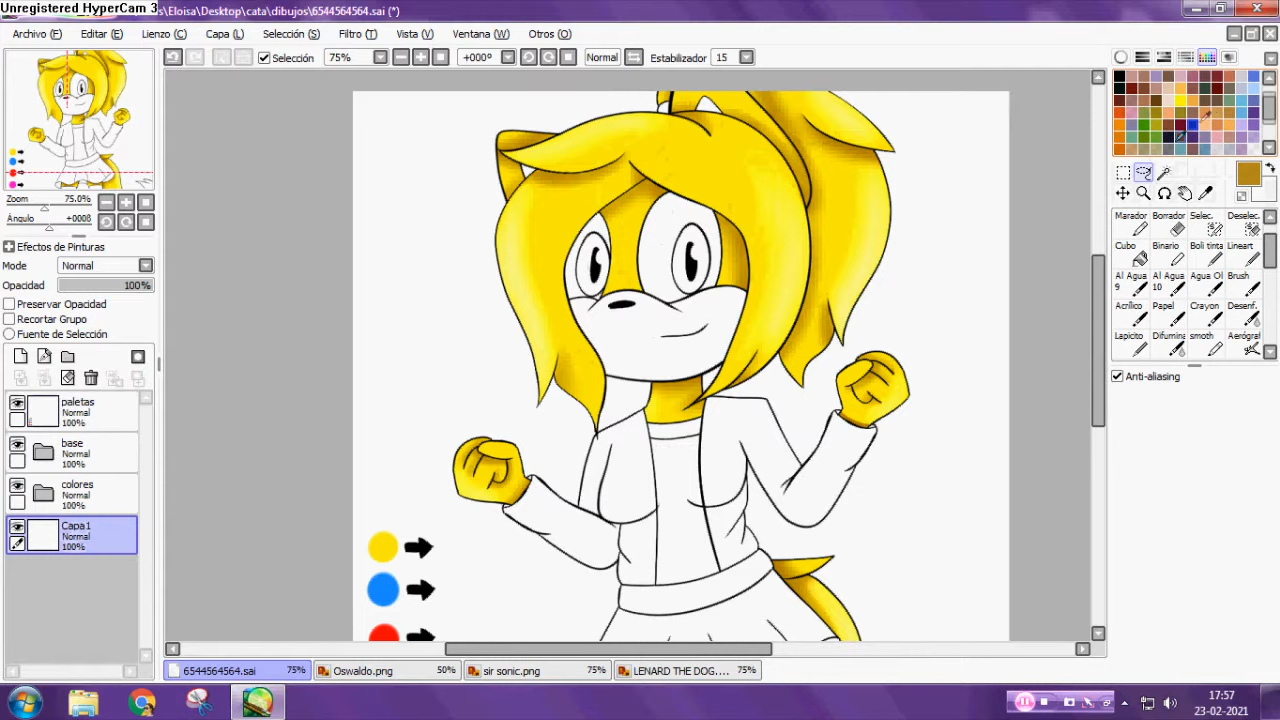 Unregistered HyperCam 3
s\Eloisa\Desktop\cata\dibujos\6544564564.sai (*)
Archivo (F) Editar (E) Lienzo (C) Capa (L) Selección (S) Filtro (T) Vista (V) Ventana (W) Otros (O)
Selección 75% +000º Normal Estabilizador 15
Zoom 75.0%
Ángulo +000ß
Efectos de Pinturas
Modo Normal
Opacidad 100%
Preservar Opacidad
Recortar Grupo
Fuente de Selección
paletas
Normal
100%
base
Normal
100%
colores
Normal
100%
Capa1
Normal
100%
Marador Borrador Selec. Deselec.
Cubo Binario Boli tinta Lineart
Al Agua 9 Al Agua 10 Agua Ol Brush
Acrílico Papel Crayon Desenf.
Lapicito Difumina smoth Aerógraf
Anti-aliasing
6544564564.sai 75% Oswaldo.png 50% sir sonic.png 75% LENARD THE DOG.... 75%
17:57
23-02-2021